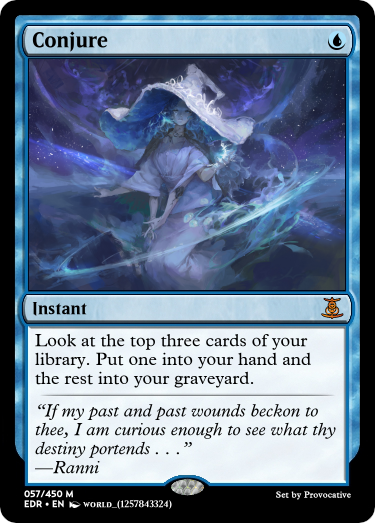 Conjure
Instant
Look at the top three cards of your
library. Put one into your hand and
the rest into your graveyard.
“If my past and past wounds beckon to
thee, I am curious enough to see what thy
destiny portends . . .”
—Ranni
057/450 M
EDR • EN WORLD_(1257843324)
Set by Provocative